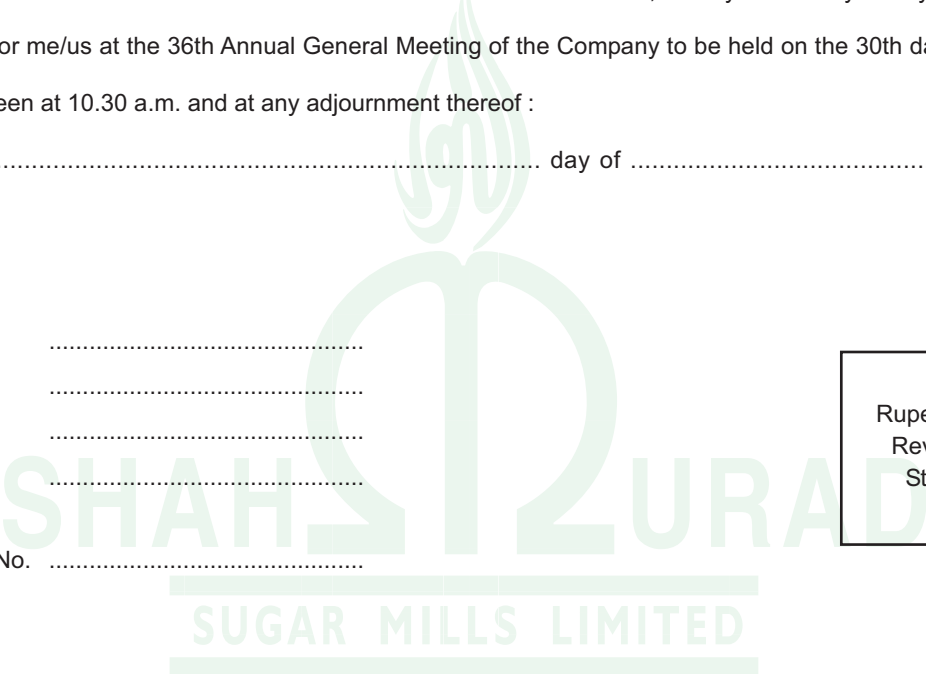 or me/us at the 36th Annual General Meeting of the Company to be held on the 30th da
een at 10.30 a.m. and at any adjournment thereof :
........................................................................... day of .........................................
............................................... 
...............................................
...............................................
...............................................
Rupe
Rev
St
No. ...............................................
SHAH MURAD
SUGAR MILLS LIMITED